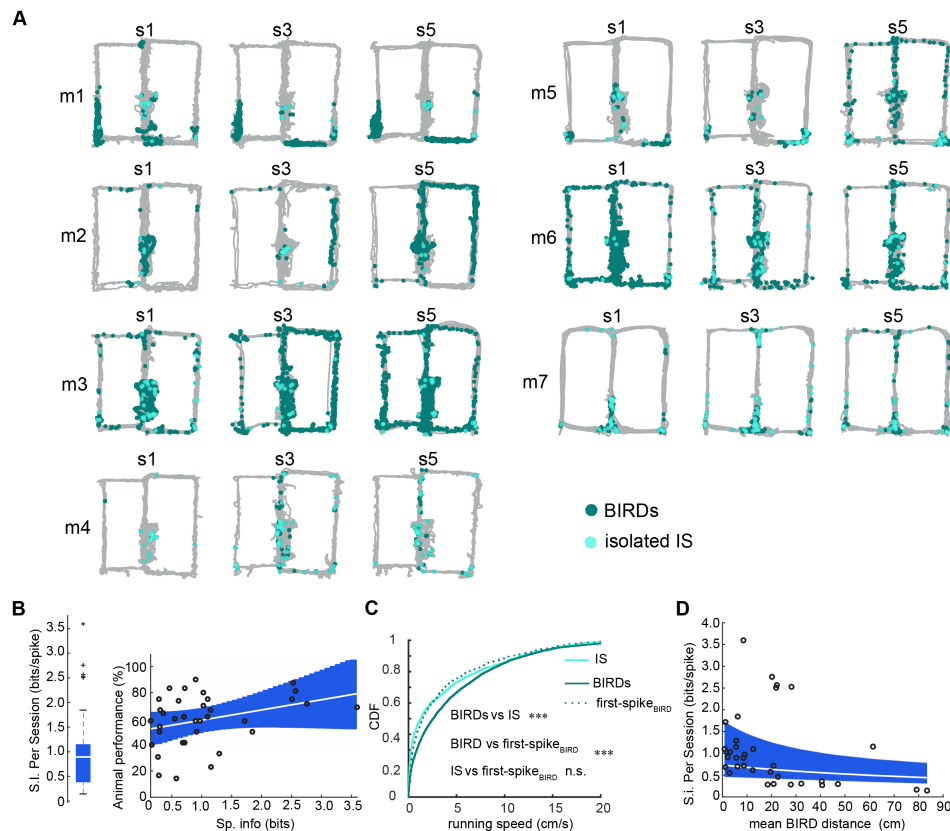 A
s1 s3 s5
m1
s1 s3 s5
m5
s1 s3 s5
m2
s1 s3 s5
m6
s1 s3 s5
m3
s1 s3 s5
m7
s1 s3 s5
m4
BIRDs
isolated IS
B
S.I. Per Session (bits/spike)
3.5
3.0
2.5
2.0
1.5
1.0
0.5
0
Animal performance (%)
100
80
60
40
20
0
0 0.5 1.0 1.5 2.0 2.5 3.0 3.5
Sp. info (bits)
C
CDF
1
0.8
0.6
0.4
0.2
0
IS
BIRDs
first-spikeBIRD
BIRDs vs IS ***
BIRD vs first-spikeBIRD ***
IS vs first-spikeBIRD n.s.
0 5 10 15 20
running speed (cm/s)
D
S.i. Per Session (bits/spike)
4.0
3.5
3.0
2.5
2.0
1.5
1.0
0.5
0
0 10 20 30 40 50 60 70 80 90
mean BIRD distance (cm)